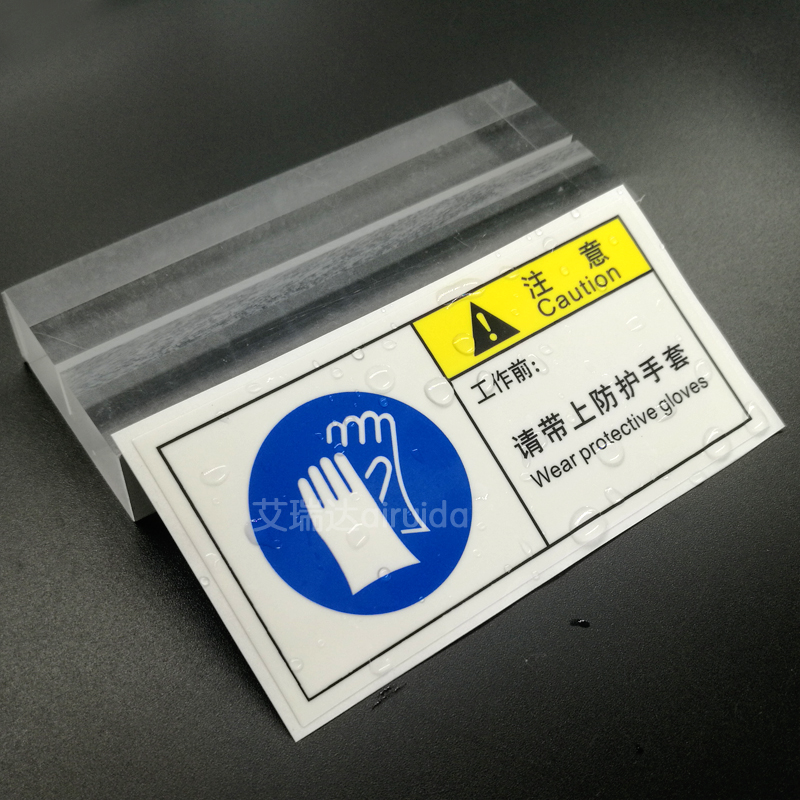 注 意
Caution
工作前：
请带上防护手套
Wear protective gloves
艾瑞达airuida